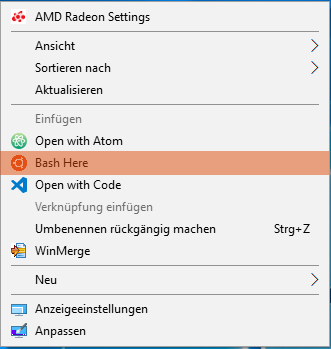 AMD Radeon Settings
Ansicht
Sortieren nach
Aktualisieren
Einfügen
Open with Atom
Bash Here
Open with Code
Verknüpfung einfügen
Umbenennen rückgängig machen Strg+Z
WinMerge
Neu
Anzeigeeinstellungen
Anpassen